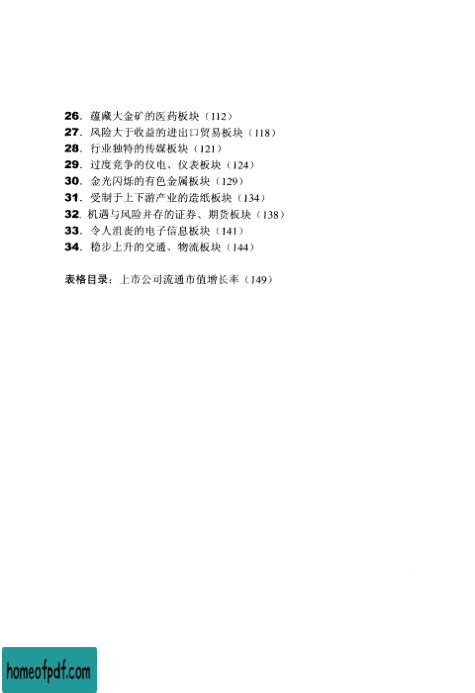 26. 蕴藏大金矿的医药板块（112）
27. 风险大于收益的进出口贸易板块（118）
28. 行业独特的传媒板块（121）
29. 过度竞争的仪电、仪表板块（124）
30. 金光闪烁的有色金属板块（129）
31. 受制于上下游产业的造纸板块（134）
32. 机遇与风险并存的证券、期货板块（138）
33. 令人沮丧的电子信息板块（141）
34. 稳步上升的交通、物流板块（144）
表格目录：上市公司流通市值增长率（149）
homeofpdf.com